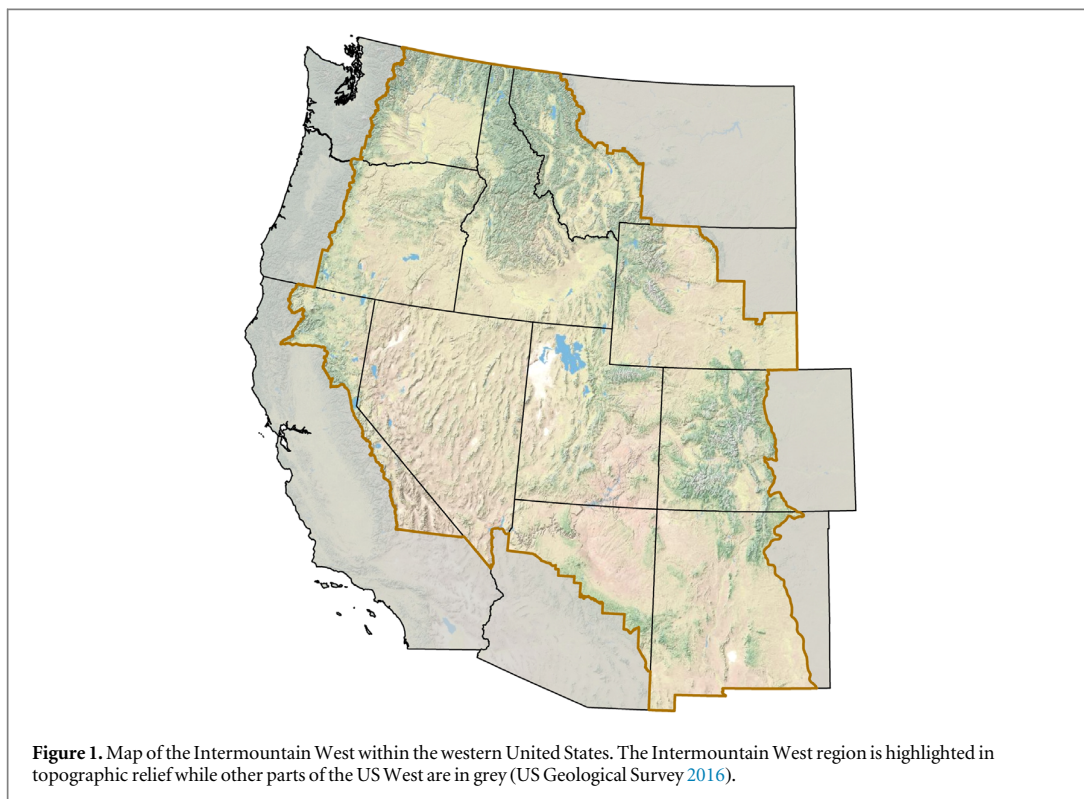 Figure 1. Map of the Intermountain West within the western United States. The Intermountain West region is highlighted in
topographic relief while other parts of the US West are in grey (US Geological Survey 2016).